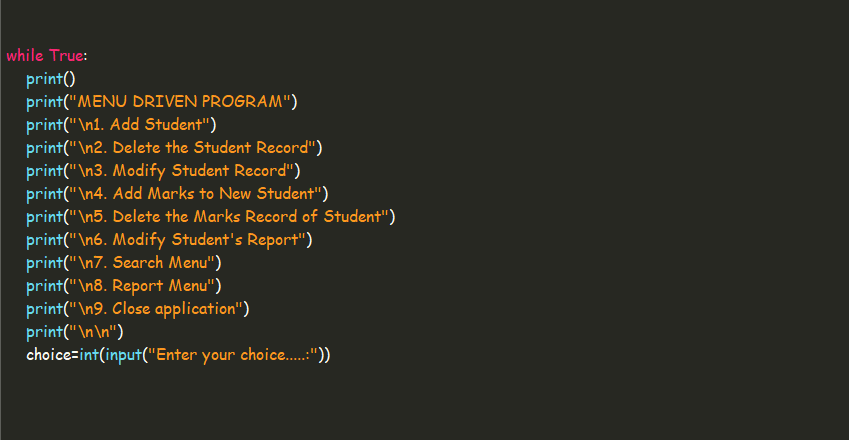 while True:
    print()
    print("MENU DRIVEN PROGRAM")
    print("\n1. Add Student")
    print("\n2. Delete the Student Record")
    print("\n3. Modify Student Record")
    print("\n4. Add Marks to New Student")
    print("\n5. Delete the Marks Record of Student")
    print("\n6. Modify Student's Report")
    print("\n7. Search Menu")
    print("\n8. Report Menu")
    print("\n9. Close application")
    print("\n\n")
    choice=int(input("Enter your choice.....:"))